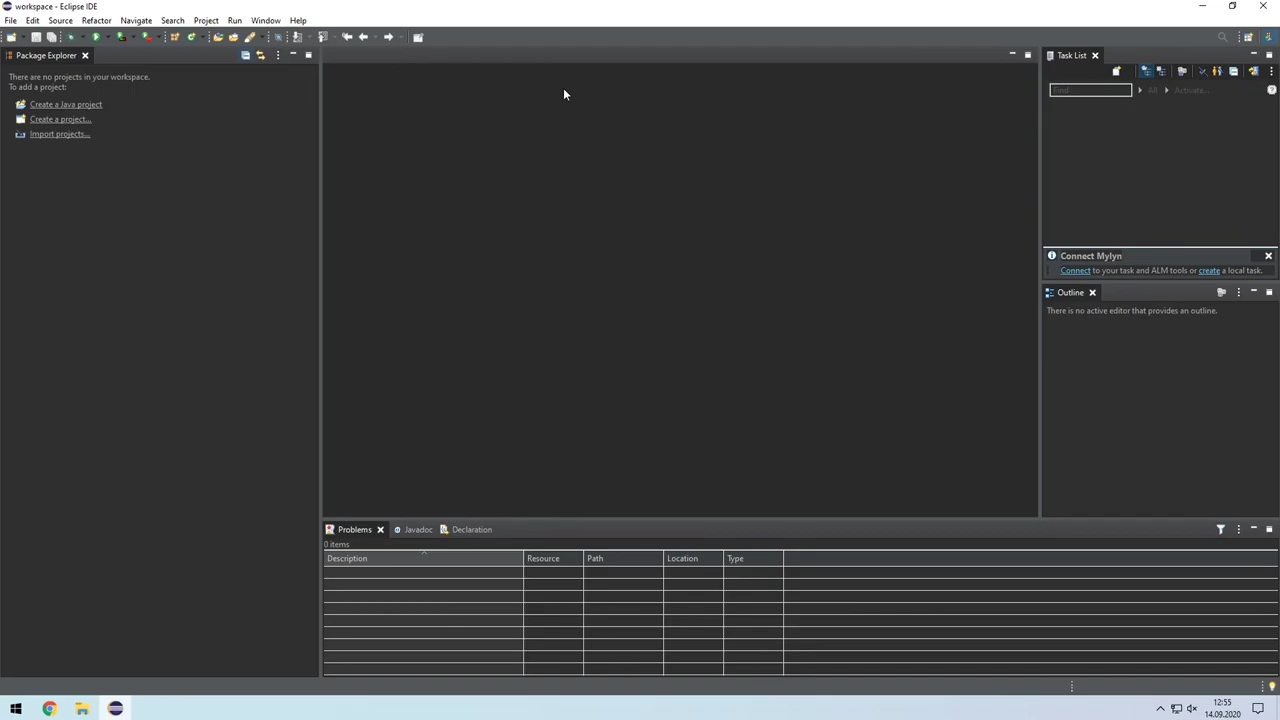 workspace - Eclipse IDE
File Edit Source Refactor Navigate Search Project Run Window Help
Package Explorer
There are no projects in your workspace.
To add a project:
Create a Java project
Create a project...
Import projects...
Task List
Find
All
Activate...
Connect Mylyn
Connect to your task and ALM tools or create a local task.
Outline
There is no active editor that provides an outline.
Problems Javadoc Declaration
0 items
Description Resource Path Location Type
12:55
14.09.2020